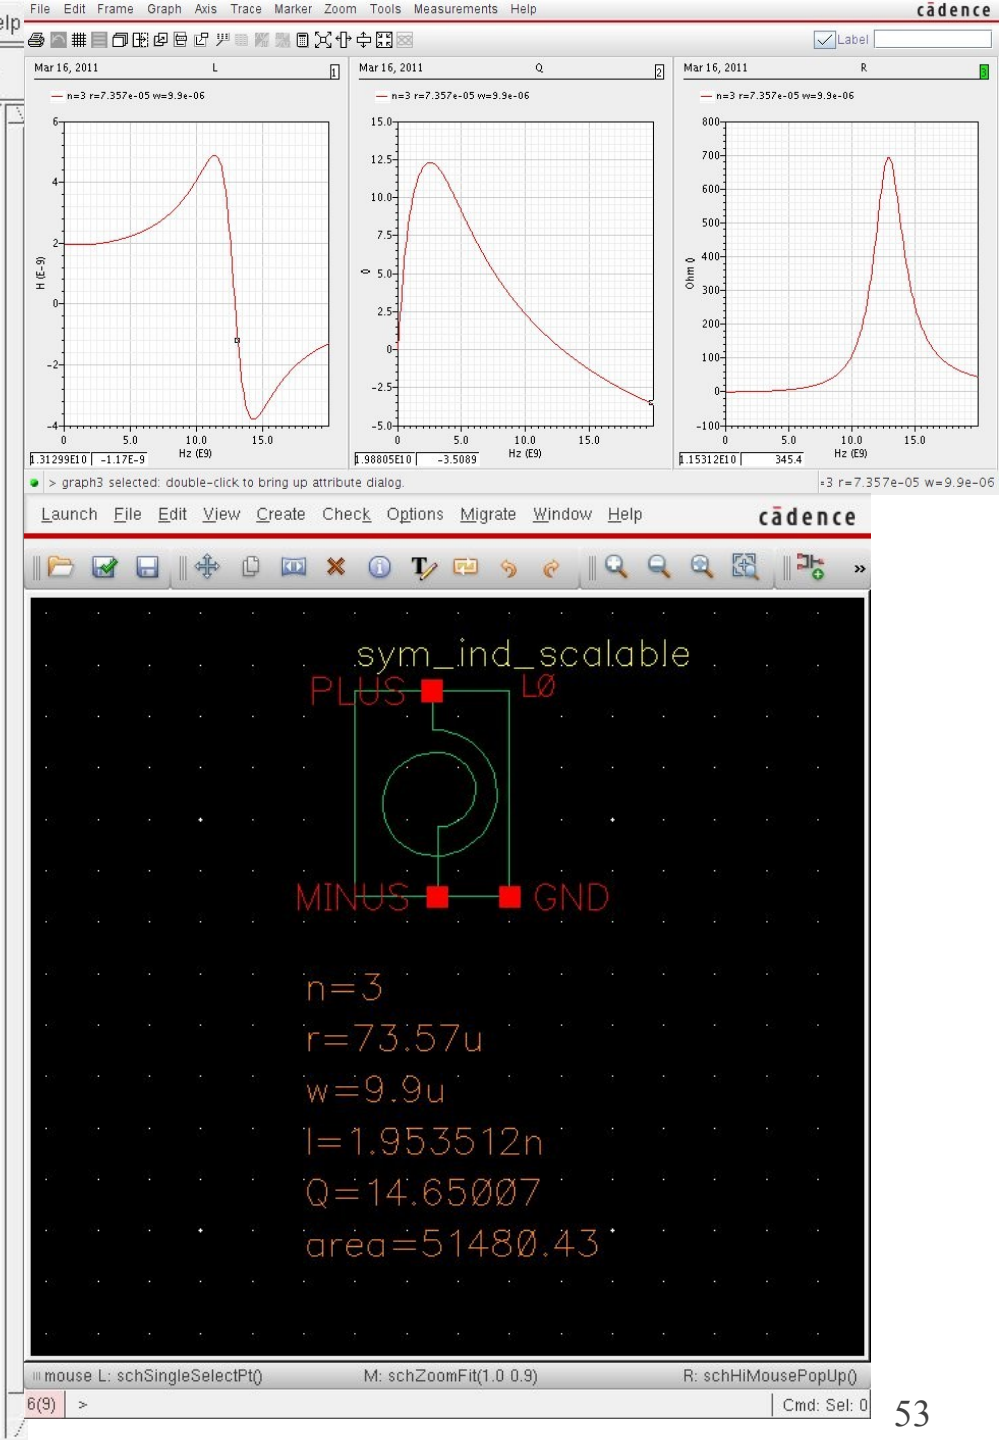 elp
File Edit Frame Graph Axis Trace Marker Zoom Tools Measurements Help cādence
Label
Mar 16, 2011 L 1
n=3 r=7.357e-05 w=9.9e-06
6
4
2
0
-2
-4
H (E-9)
0 5.0 10.0 15.0
Hz (E9)
1.31299E10 -1.17E-9
Mar 16, 2011 Q 2
n=3 r=7.357e-05 w=9.9e-06
15.0
12.5
10.0
7.5
5.0
2.5
0
-2.5
-5.0
0 5.0 10.0 15.0
Hz (E9)
1.98805E10 -3.5089
Mar 16, 2011 R 3
n=3 r=7.357e-05 w=9.9e-06
800
700
600
500
400
300
200
100
0
-100
Ohm 0
0 5.0 10.0 15.0
Hz (E9)
1.15312E10 345.4
> graph3 selected: double-click to bring up attribute dialog. =3 r=7.357e-05 w=9.9e-06
Launch File Edit View Create Check Options Migrate Window Help cādence
»
sym_ind_scalable
PLUS L0
MINUS GND
n=3
r=73.57u
w=9.9u
l=1.953512n
Q=14.65007
area=51480.43
mouse L: schSingleSelectPt() M: schZoomFit(1.0 0.9) R: schHiMousePopUp()
6(9) > Cmd: Sel: 0
53